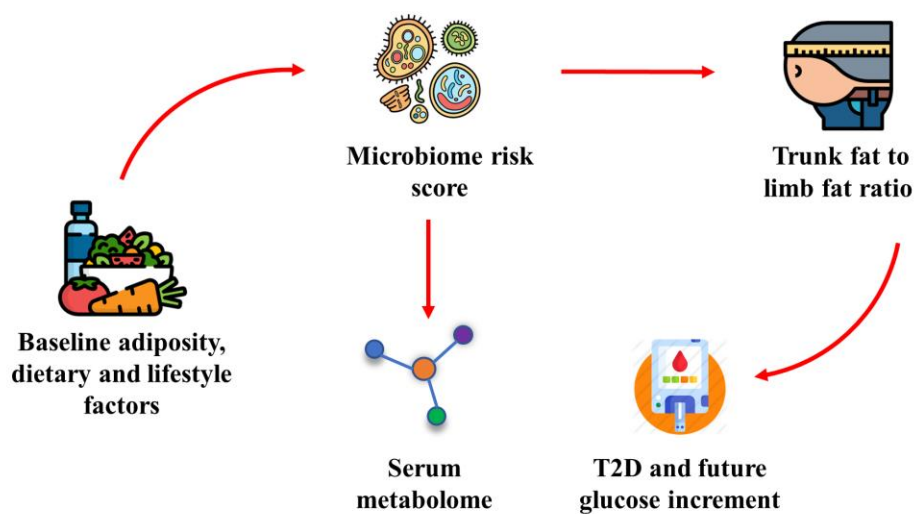 Microbiome risk
score
Trunk fat to
limb fat ratio
Baseline adiposity,
dietary and lifestyle
factors
Serum
metabolome
T2D and future
glucose increment